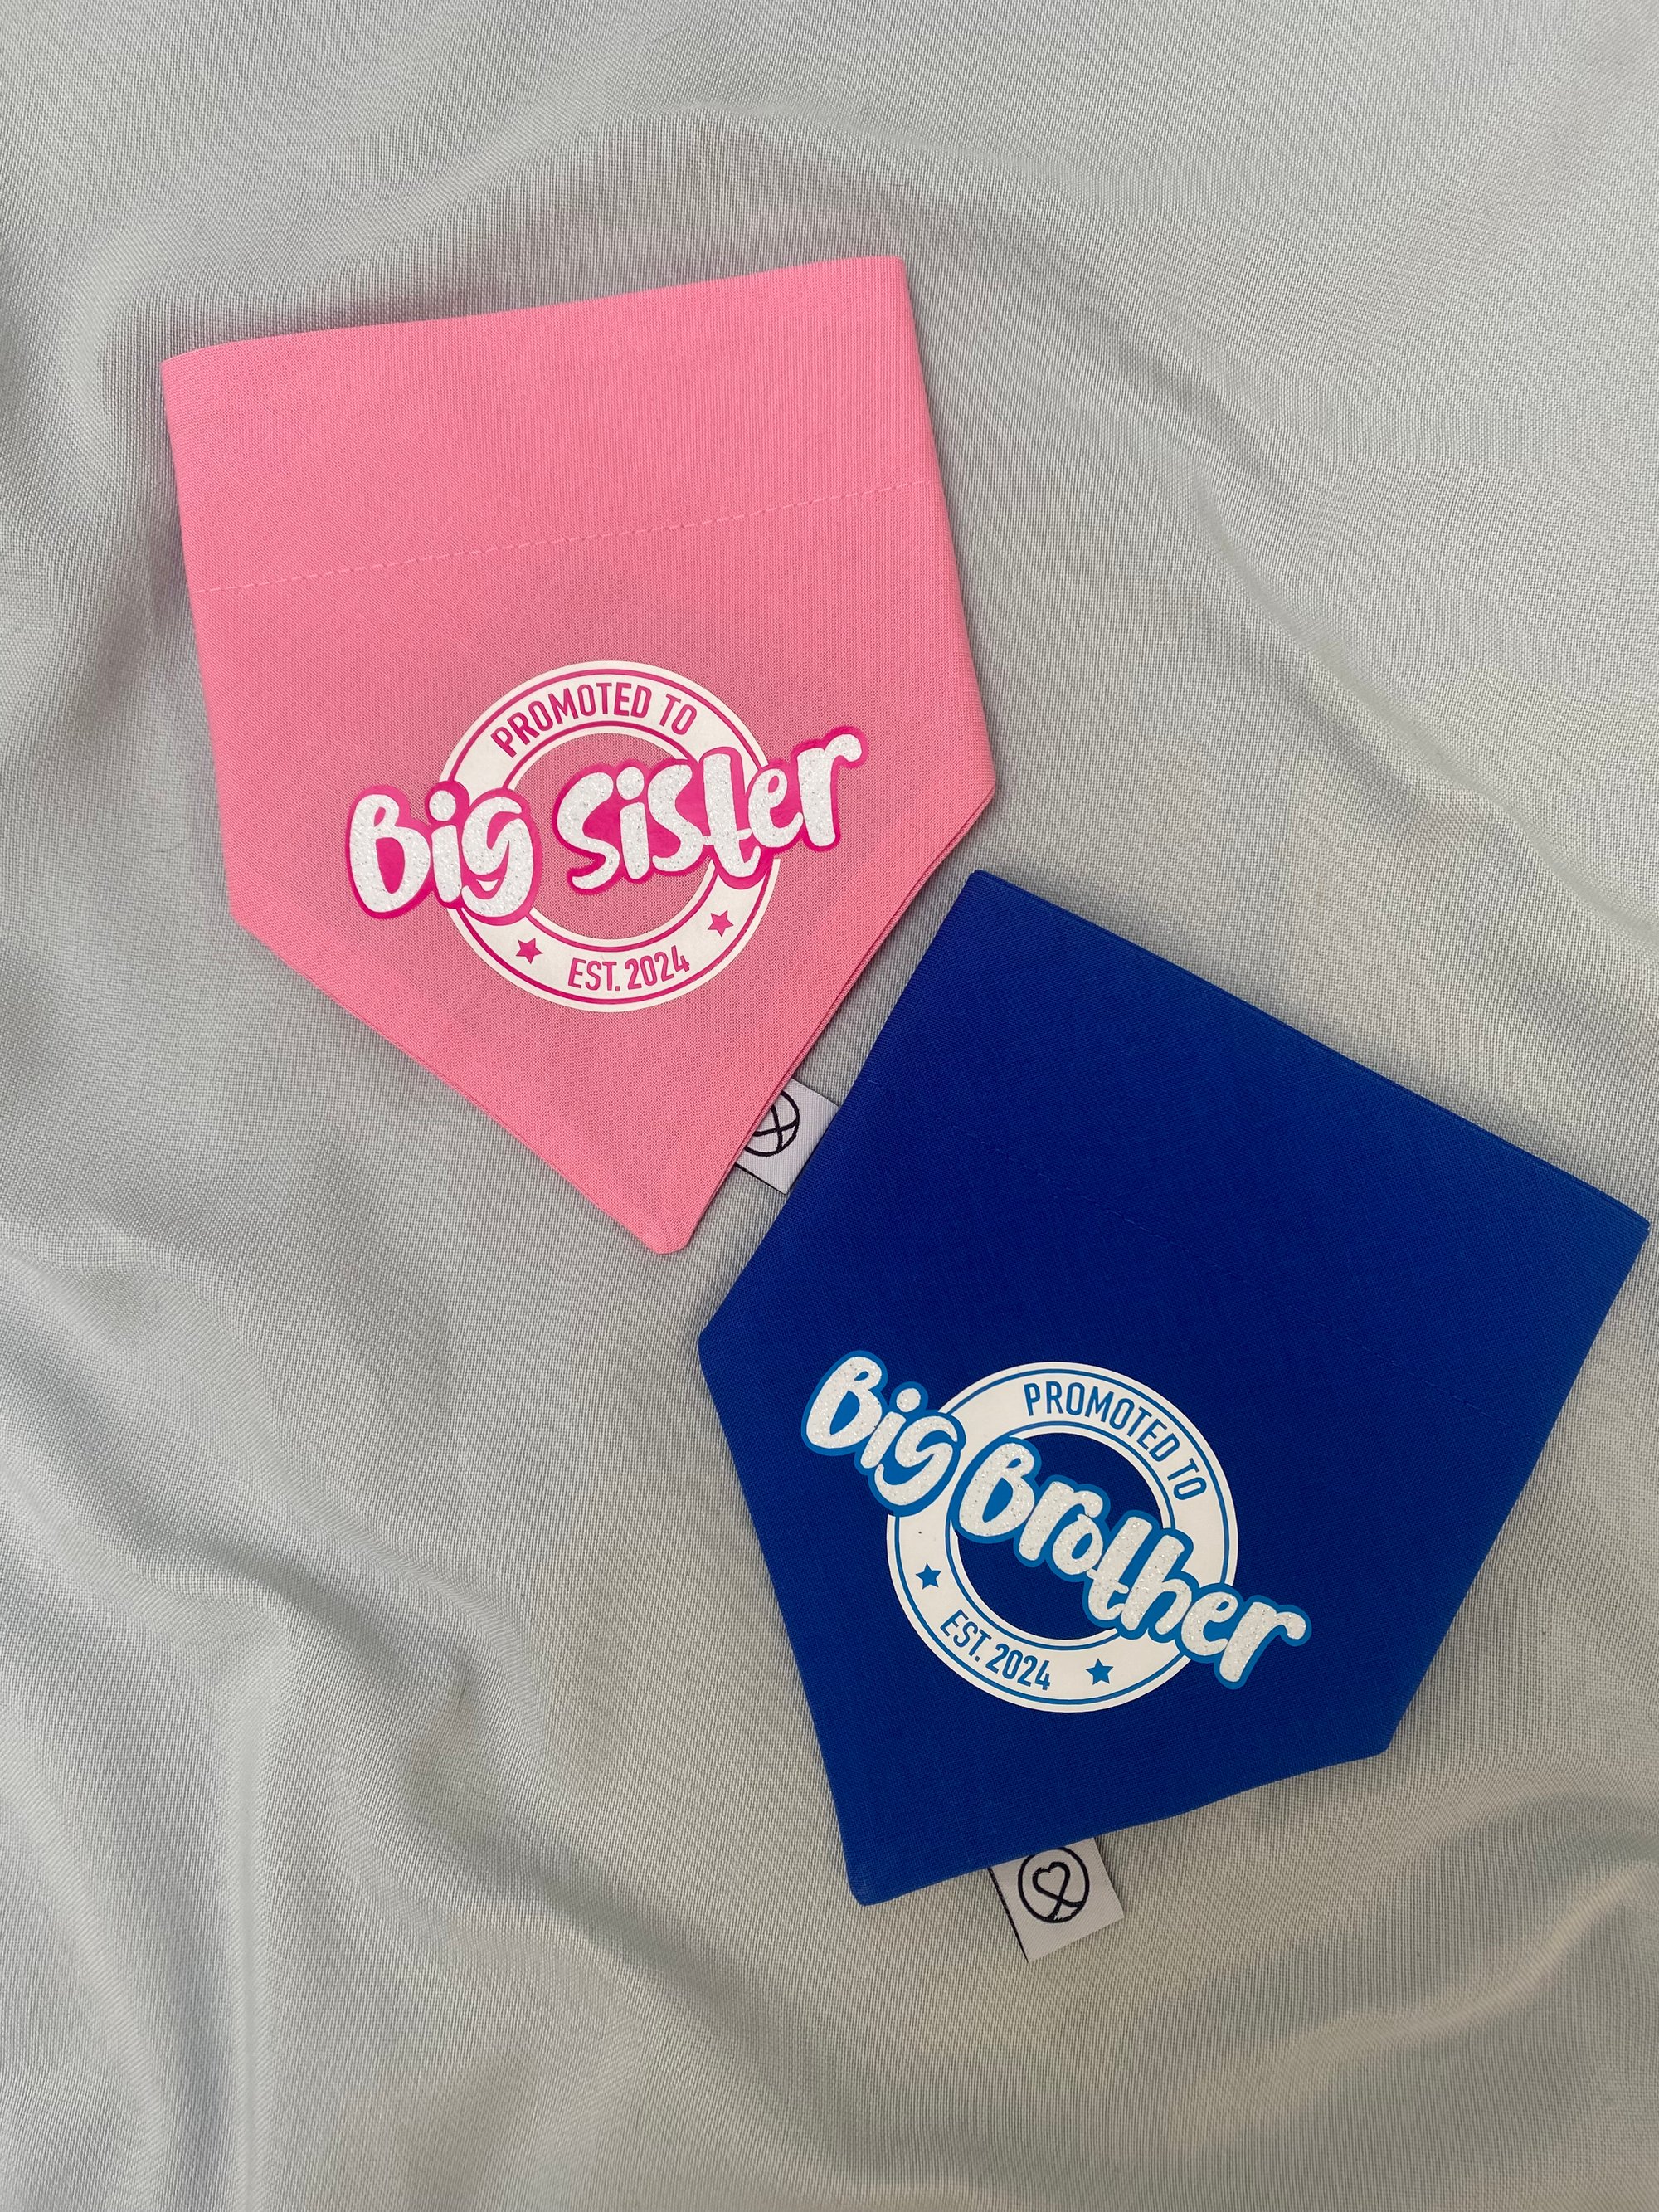 PROMOTED TO
Big Sister
EST. 2024
PROMOTED TO
Big Brother
EST. 2024